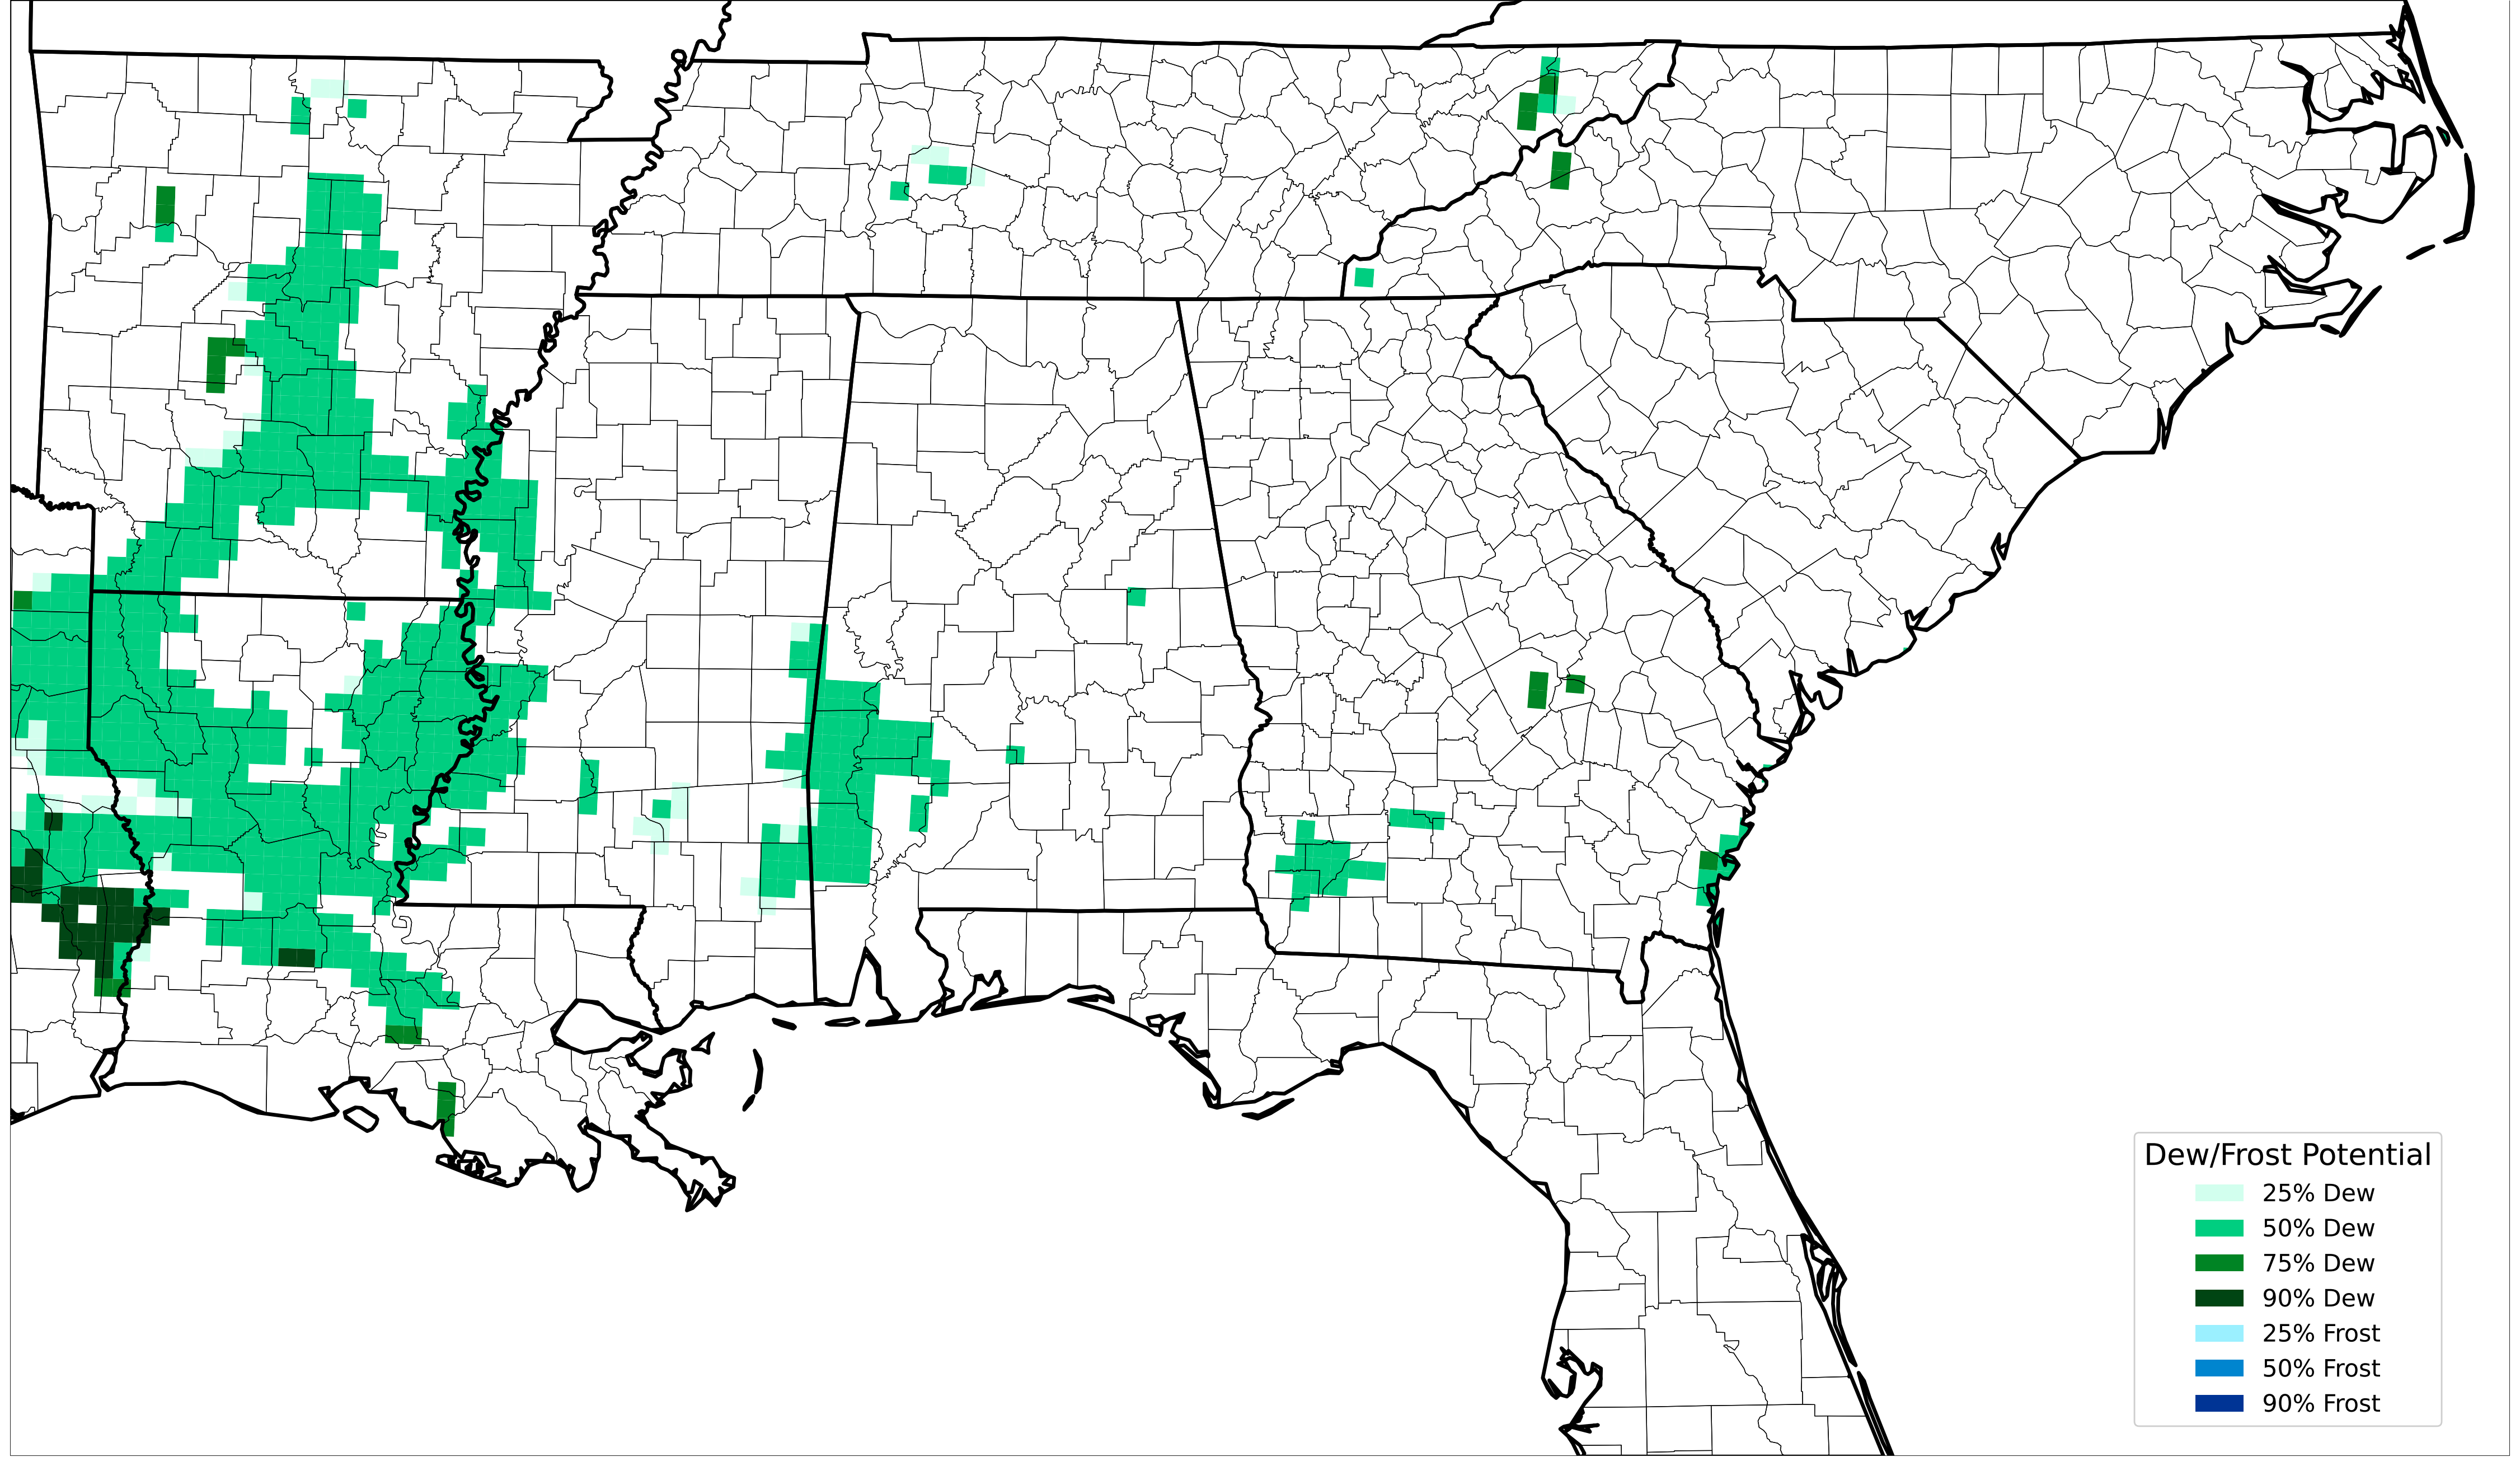 Dew/Frost Potential
25% Dew
50% Dew
75% Dew
90% Dew
25% Frost
50% Frost
90% Frost